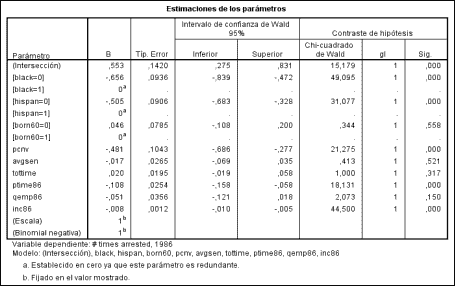 Estimaciones de los parámetros
Intervalo de confianza de Wald 95% Contraste de hipótesis
Parámetro B Típ. Error Inferior Superior Chi-cuadrado de Wald gl Sig.
(Intersección) ,553 ,1420 ,275 ,831 15,179 1 ,000
[black=0] -,656 ,0936 -,839 -,472 49,095 1 ,000
[black=1] 0a . . . . .
[hispan=0] -,505 ,0906 -,683 -,328 31,077 1 ,000
[hispan=1] 0a . . . . .
[born60=0] ,046 ,0785 -,108 ,200 ,344 1 ,558
[born60=1] 0a . . . . .
pcnv -,481 ,1043 -,686 -,277 21,275 1 ,000
avgsen -,017 ,0265 -,069 ,035 ,413 1 ,521
tottime ,020 ,0195 -,019 ,058 1,000 1 ,317
ptime86 -,108 ,0254 -,158 -,058 18,131 1 ,000
qemp86 -,051 ,0356 -,121 ,018 2,073 1 ,150
inc86 -,008 ,0012 -,010 -,005 44,500 1 ,000
(Escala) 1b
(Binomial negativa) 1b
Variable dependiente: # times arrested, 1986
Modelo: (Intersección), black, hispan, born60, pcnv, avgsen, tottime, ptime86, qemp86, inc86
a. Establecido en cero ya que este parámetro es redundante.
b. Fijado en el valor mostrado.